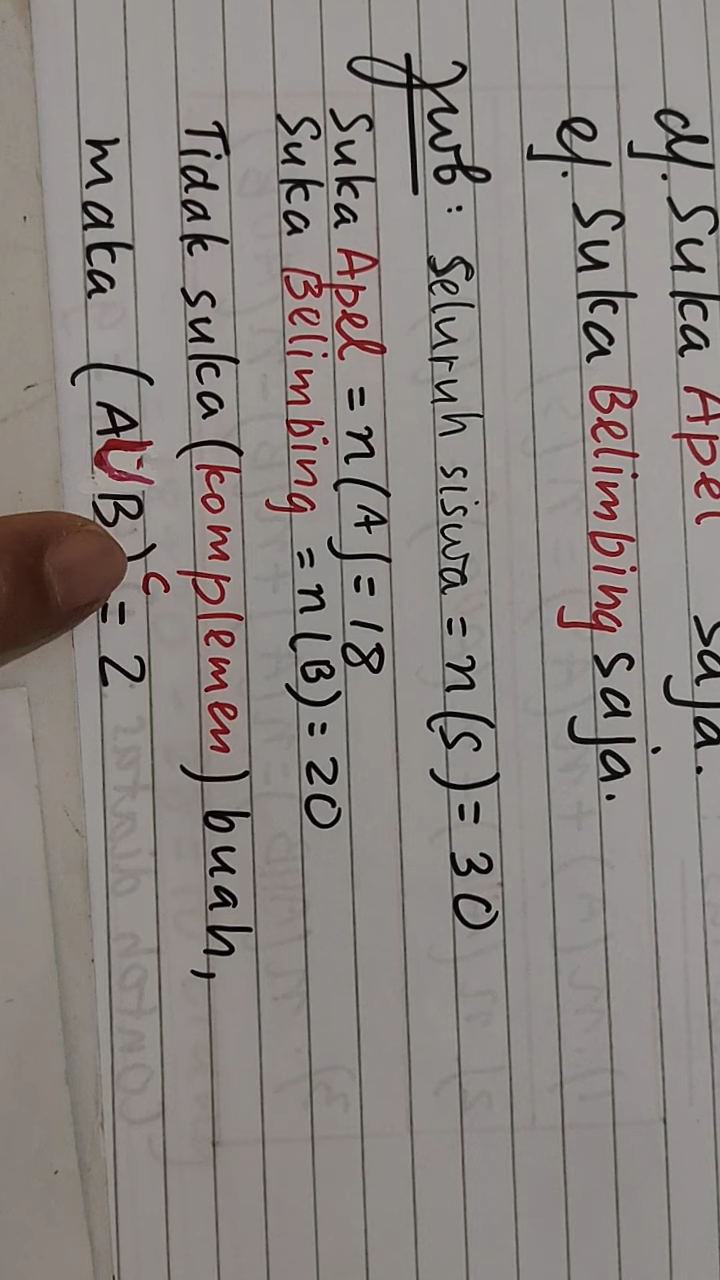 d). Suka Apel saja.
e). Suka Belimbing saja.
Jwb : Seluruh siswa = n(S) = 30
Suka Apel = n(A) = 18
Suka Belimbing = n(B) = 20
Tidak suka (komplemen) buah,
maka (A∪B)ᶜ = 2